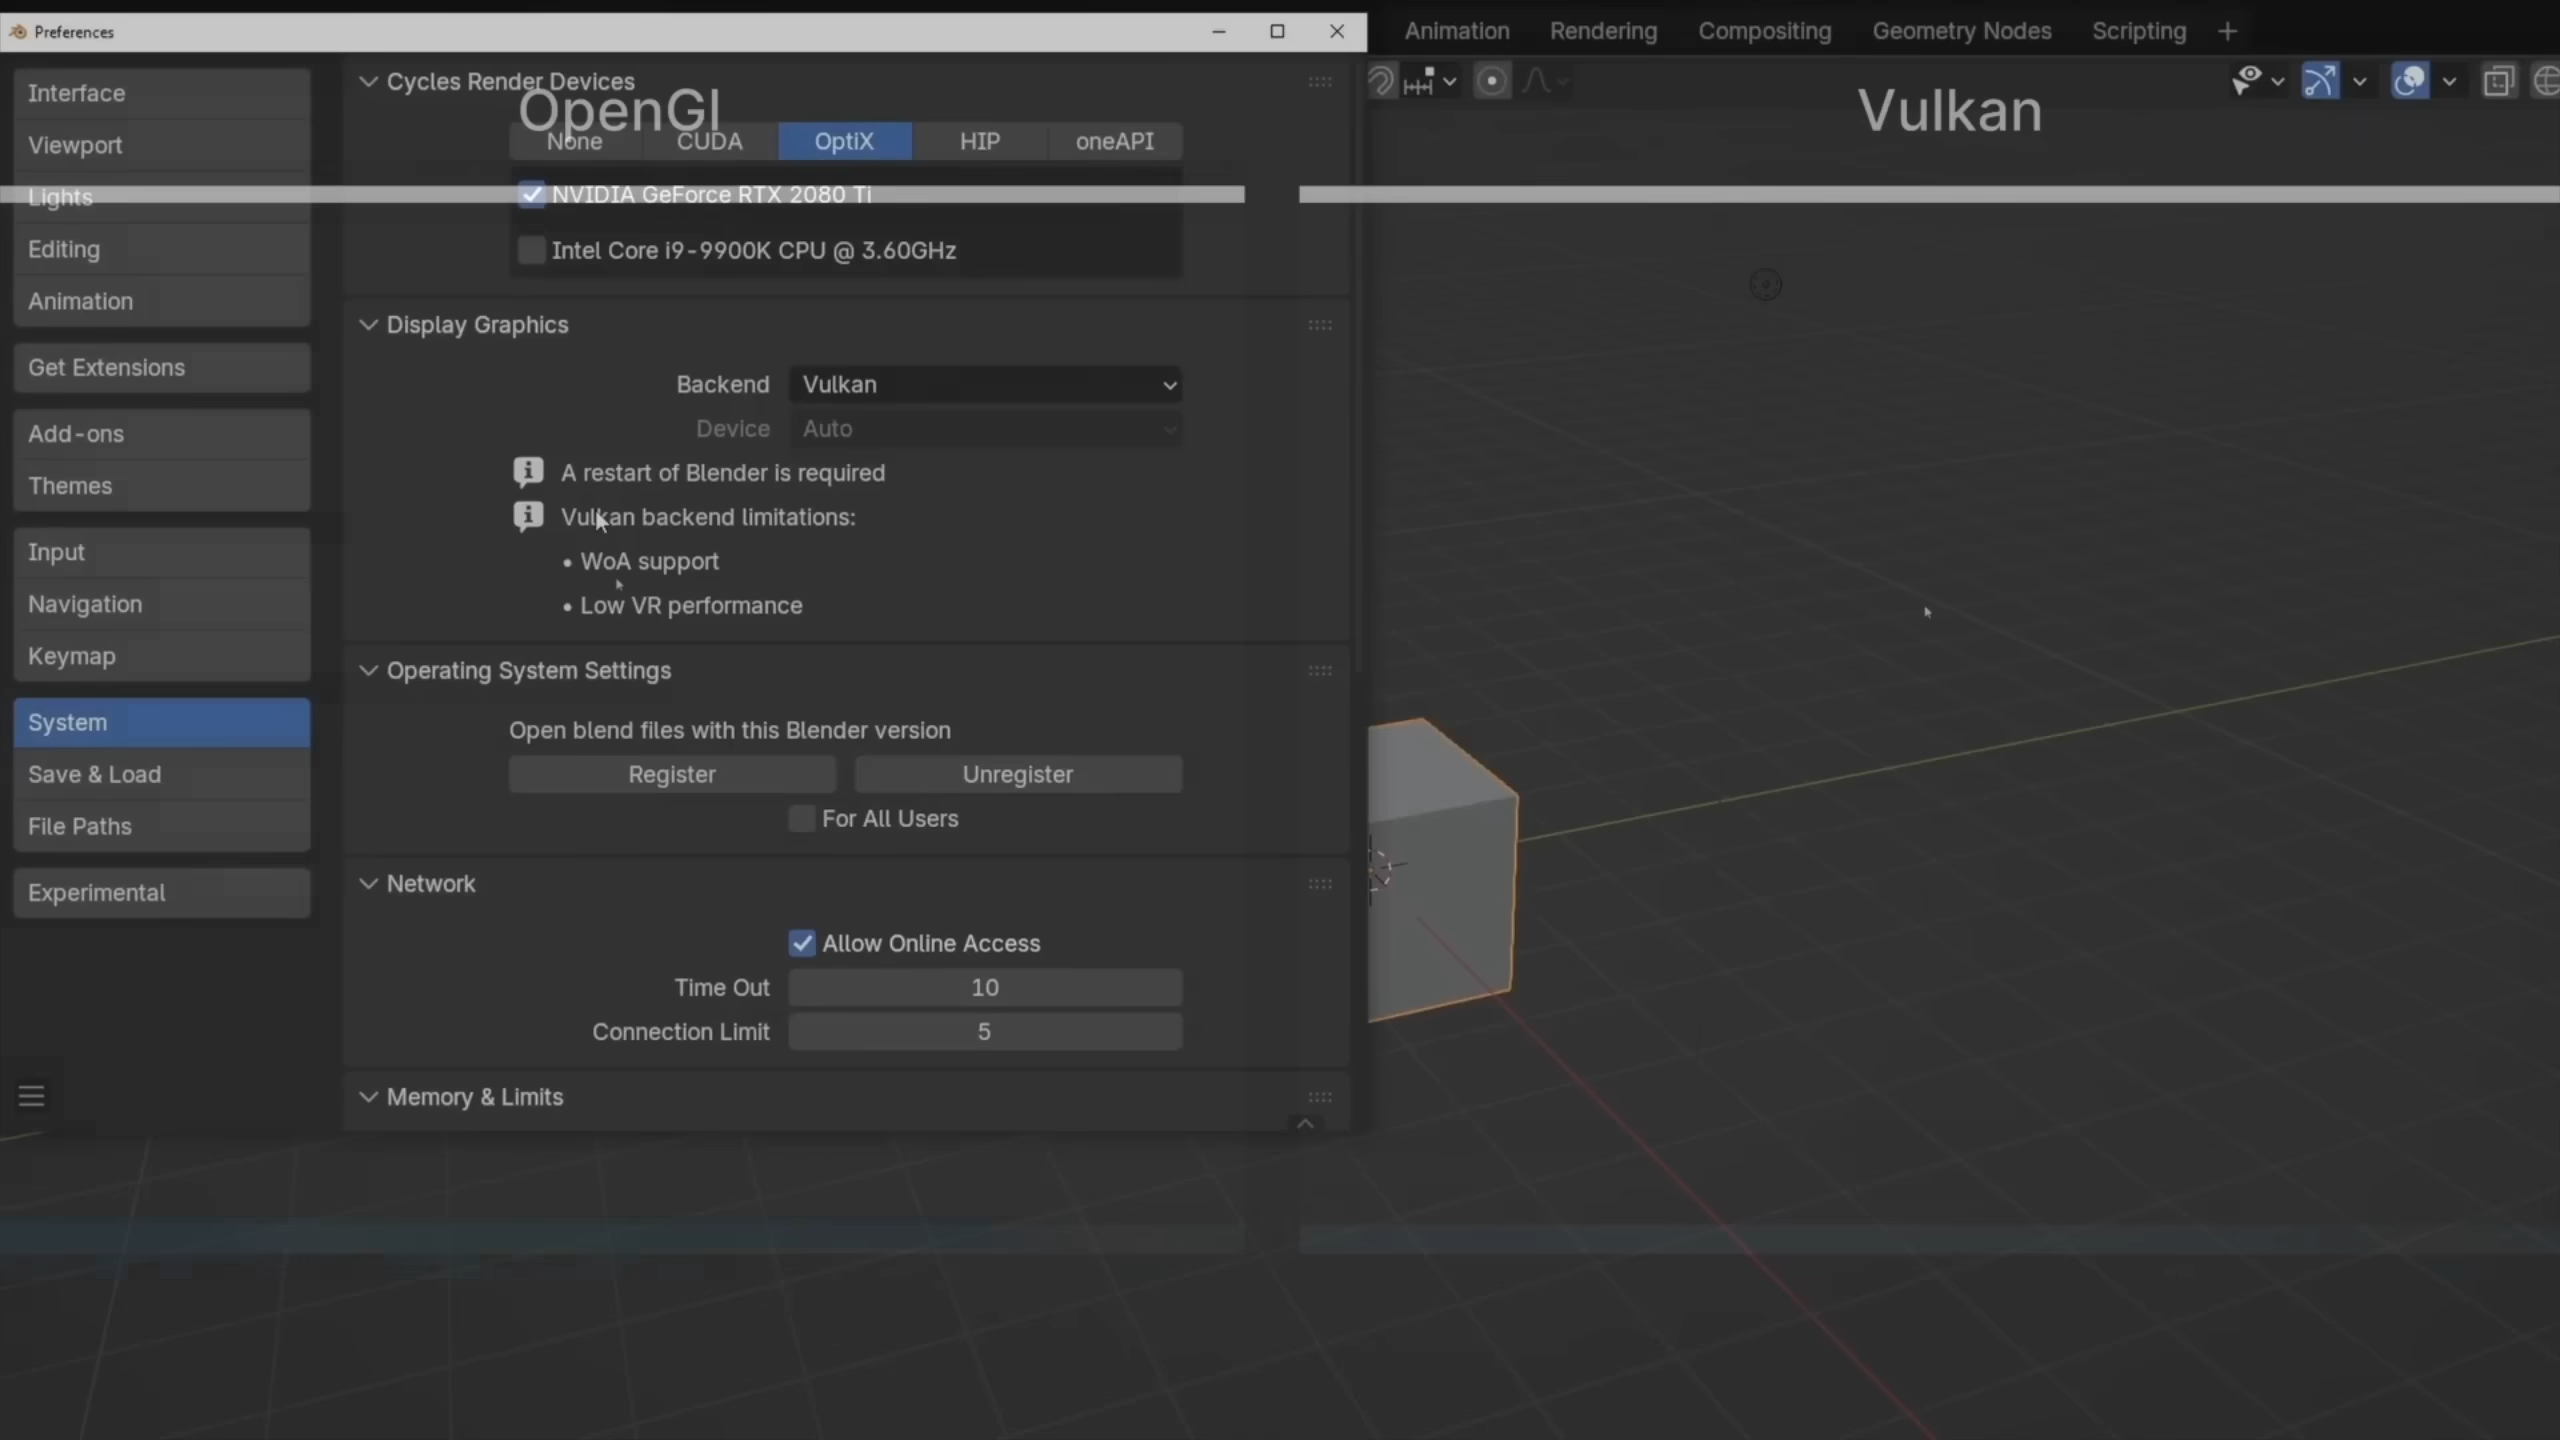 Preferences
Animation
Rendering
Compositing
Geometry Nodes
Scripting
Interface
Viewport
Lights
Editing
Animation
Get Extensions
Add-ons
Themes
Input
Navigation
Keymap
System
Save & Load
File Paths
Experimental
Cycles Render Devices
OpenGl
Vulkan
None
CUDA
OptiX
HIP
oneAPI
NVIDIA GeForce RTX 2080 Ti
Intel Core i9-9900K CPU @ 3.60GHz
Display Graphics
Backend
Vulkan
Device
Auto
A restart of Blender is required
Vulkan backend limitations:
• WoA support
• Low VR performance
Operating System Settings
Open blend files with this Blender version
Register
Unregister
For All Users
Network
Allow Online Access
Time Out
10
Connection Limit
5
Memory & Limits